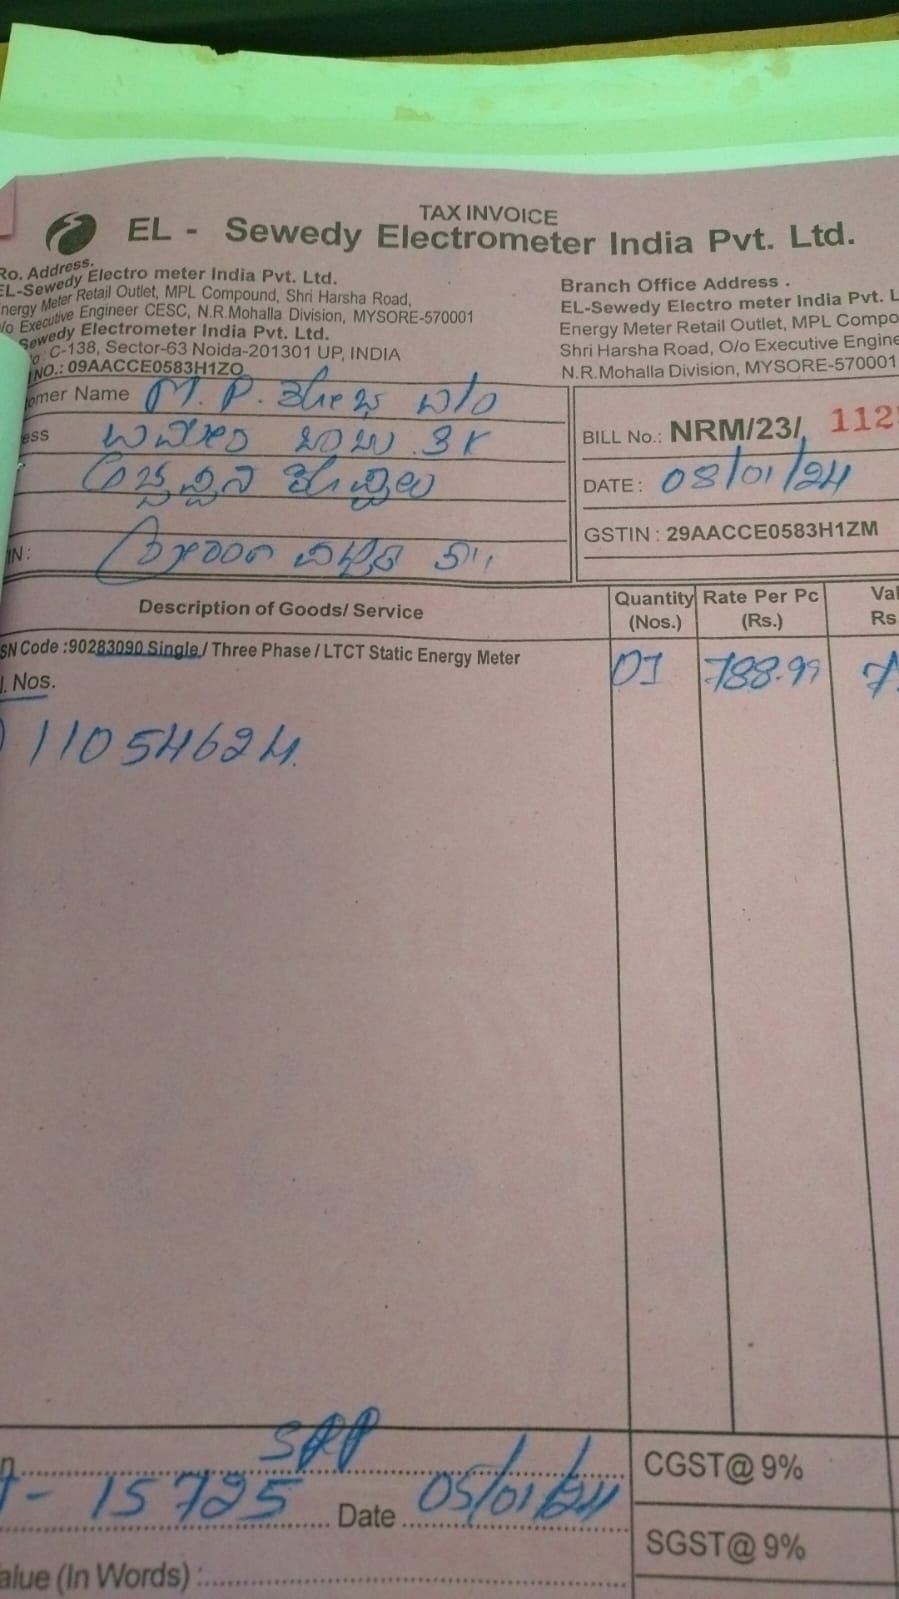 TAX INVOICE
EL - Sewedy Electrometer India Pvt. Ltd.
Ro. Address.
EL-Sewedy Electro meter India Pvt. Ltd.
Energy Meter Retail Outlet, MPL Compound, Shri Harsha Road,
Executive Engineer CESC, N.R.Mohalla Division, MYSORE-570001
Sewedy Electrometer India Pvt. Ltd.
C-138, Sector-63 Noida-201301 UP, INDIA
NO.: 09AACCE0583H1ZO
Branch Office Address .
EL-Sewedy Electro meter India Pvt. L
Energy Meter Retail Outlet, MPL Compo
Shri Harsha Road, O/o Executive Engine
N.R.Mohalla Division, MYSORE-570001
omer Name M. P.
ess
IN :
BILL No.: NRM/23/ 112
DATE : 08/01/24
GSTIN : 29AACCE0583H1ZM
Description of Goods/ Service
Quantity (Nos.)
Rate Per Pc (Rs.)
Val
Rs
SN Code :90283090 Single / Three Phase / LTCT Static Energy Meter
01 788.99 7
l. Nos.
) 11054624.
SRP
- 15725 Date 05/01/24
CGST@ 9%
SGST@ 9%
alue (In Words) :